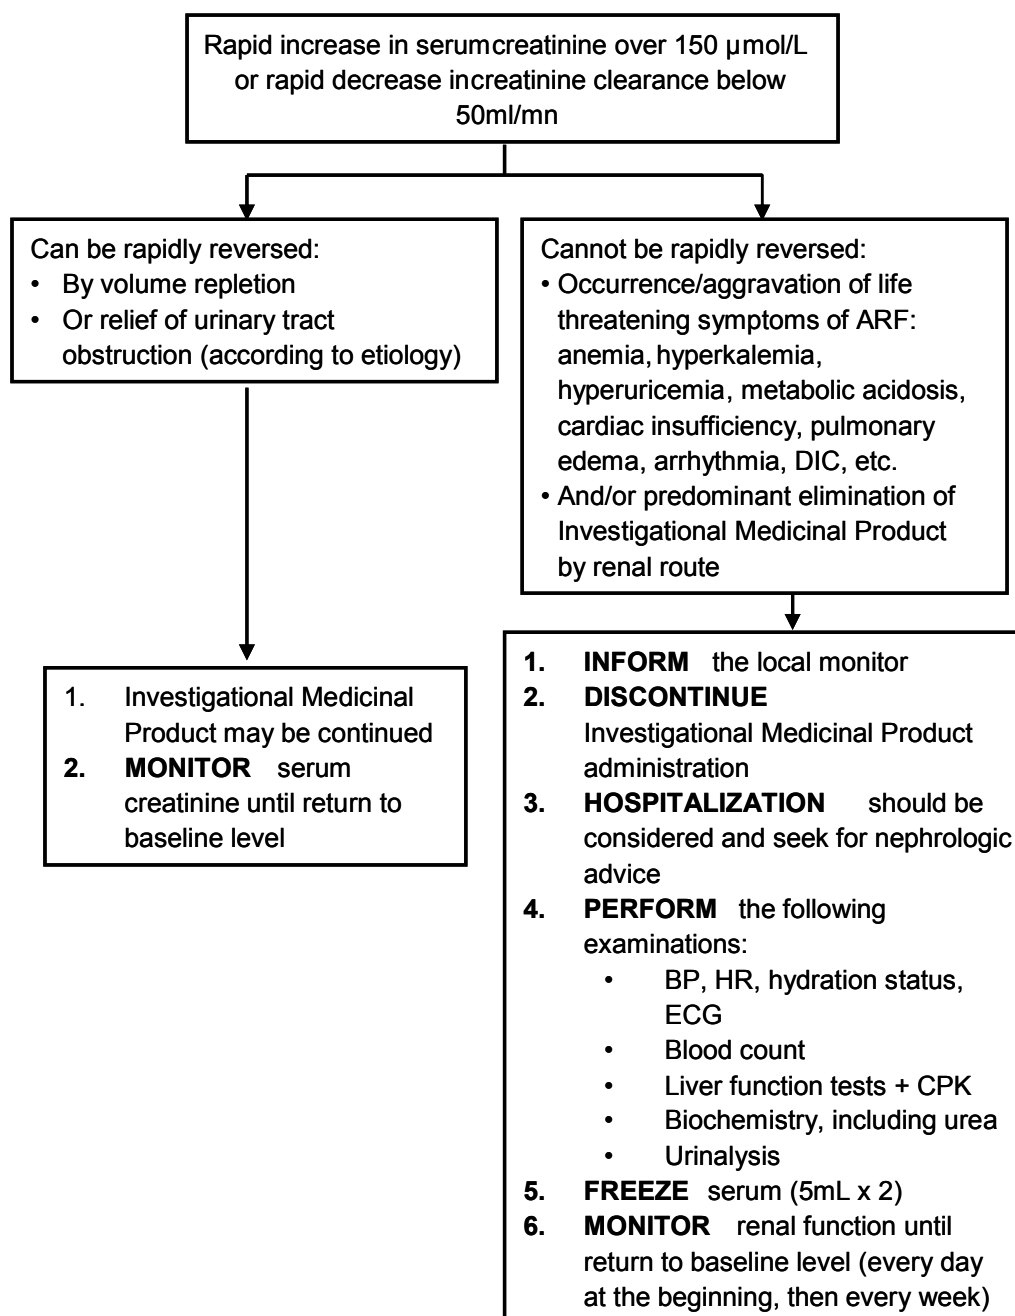 Rapid increase in serumcreatinine over 150 µmol/L
or rapid decrease increatinine clearance below
50ml/mn
Can be rapidly reversed:
• By volume repletion
• Or relief of urinary tract
obstruction (according to etiology)
Cannot be rapidly reversed:
• Occurrence/aggravation of life
threatening symptoms of ARF:
anemia, hyperkalemia,
hyperuricemia, metabolic acidosis,
cardiac insufficiency, pulmonary
edema, arrhythmia, DIC, etc.
• And/or predominant elimination of
Investigational Medicinal Product
by renal route
1. Investigational Medicinal
Product may be continued
2. MONITOR serum
creatinine until return to
baseline level
1. INFORM the local monitor
2. DISCONTINUE
Investigational Medicinal Product
administration
3. HOSPITALIZATION should be
considered and seek for nephrologic
advice
4. PERFORM the following
examinations:
• BP, HR, hydration status,
ECG
• Blood count
• Liver function tests + CPK
• Biochemistry, including urea
• Urinalysis
5. FREEZE serum (5mL x 2)
6. MONITOR renal function until
return to baseline level (every day
at the beginning, then every week)